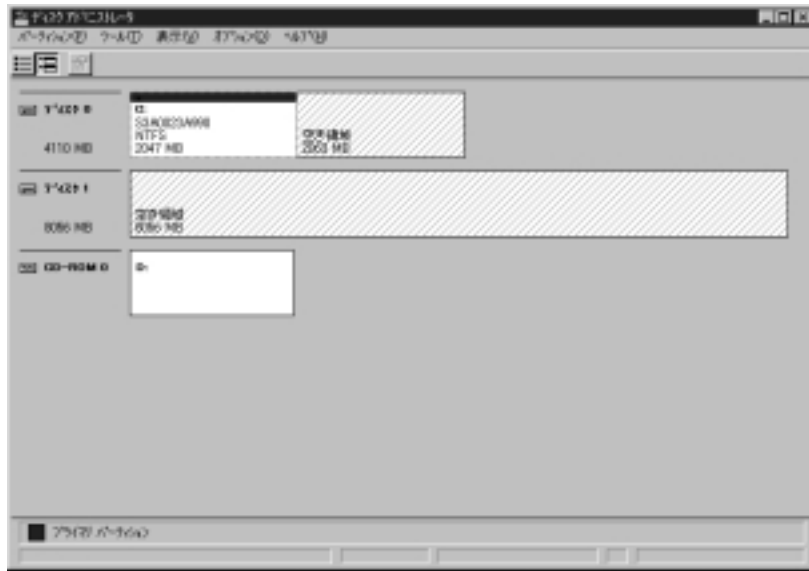 ﾃﾞｨｽｸ ｱﾄﾞﾐﾆｽﾄﾚｰﾀ
ﾊﾟｰﾃｨｼｮﾝ(P) ﾂｰﾙ(T) 表示(V) ｵﾌﾟｼｮﾝ(O) ﾍﾙﾌﾟ(H)
ﾃﾞｨｽｸ 0
4110 MB
C:
NTFS
2047 MB
空き領域
2063 MB
ﾃﾞｨｽｸ 1
8056 MB
空き領域
8056 MB
CD-ROM 0
D:
ﾌﾟﾗｲﾏﾘ ﾊﾟｰﾃｨｼｮﾝ